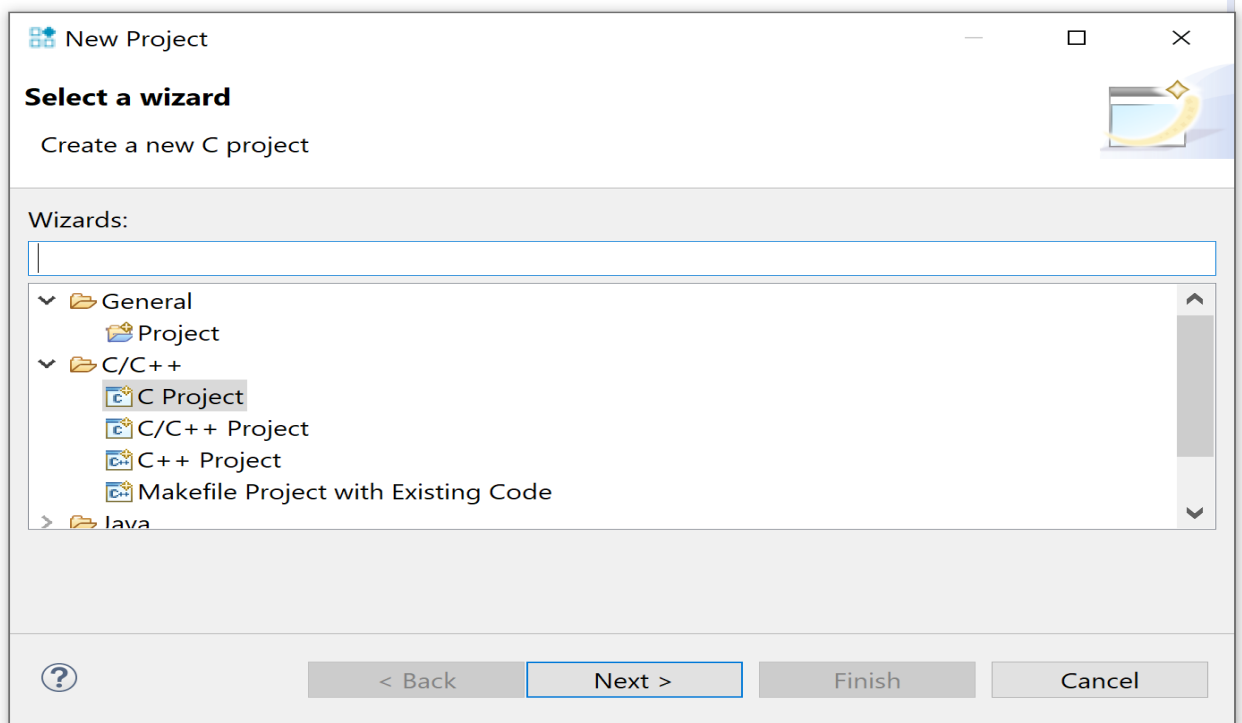 New Project
Select a wizard
Create a new C project
Wizards:
General
Project
C/C++
C Project
C/C++ Project
C++ Project
Makefile Project with Existing Code
Java
< Back Next > Finish Cancel